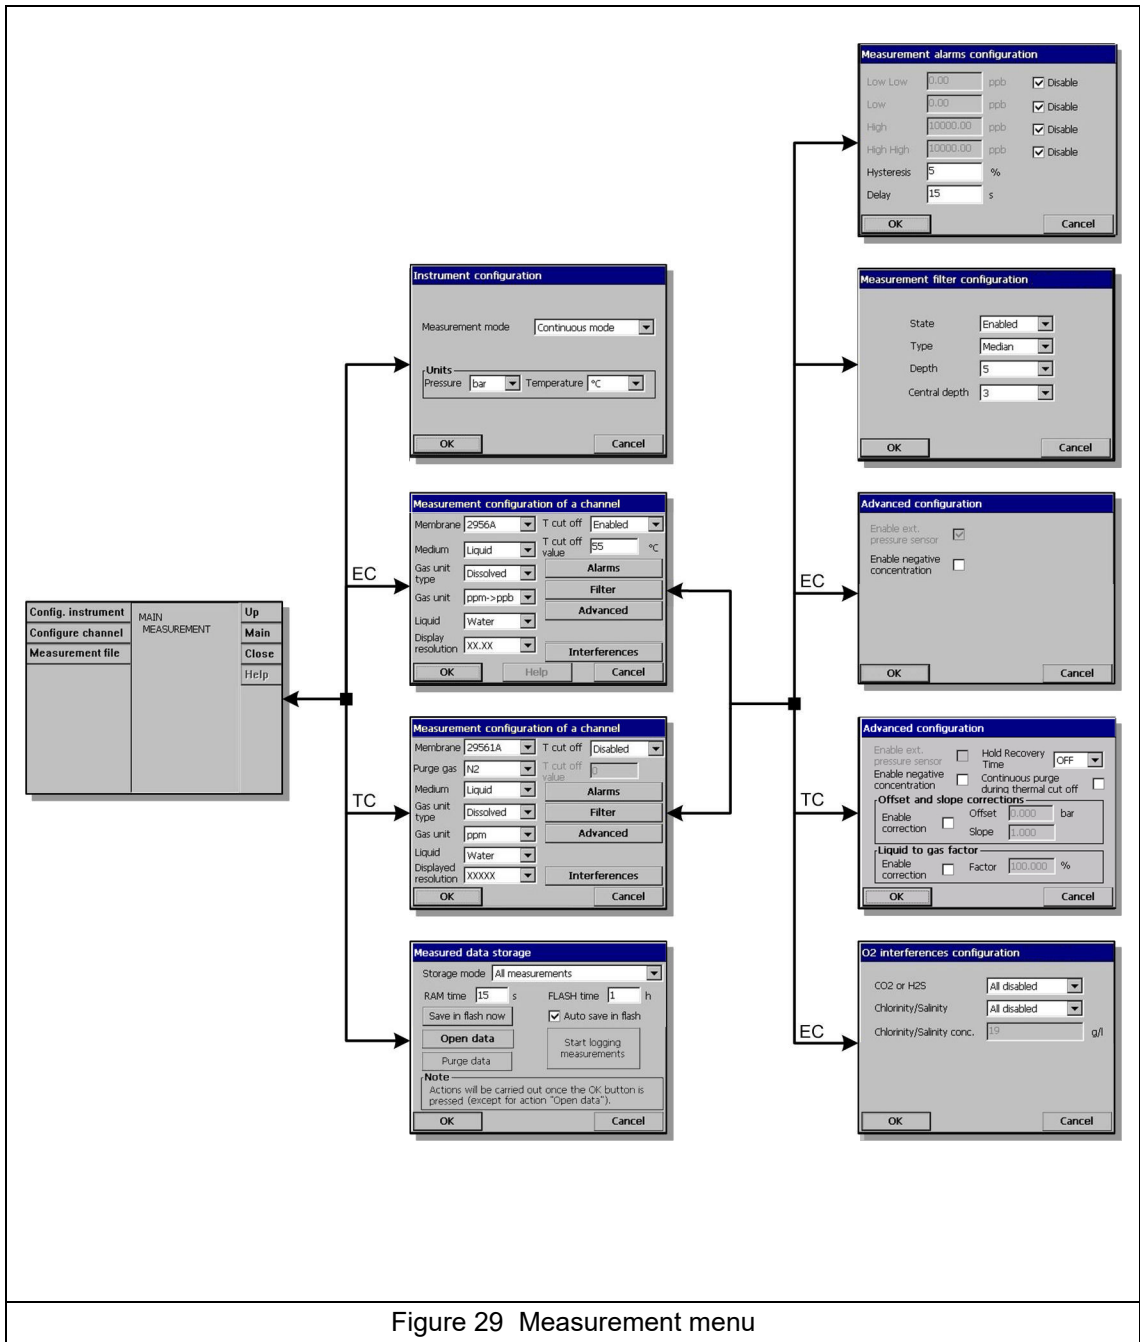 Config. instrument
Configure channel
Measurement file
MAIN
MEASUREMENT
Up
Main
Close
Help
EC
TC
Instrument configuration
Measurement mode Continuous mode
Units
Pressure bar Temperature °C
OK Cancel
Measurement configuration of a channel
Membrane 2956A T cut off Enabled
Medium Liquid T cut off value 55 °C
Gas unit type Dissolved Alarms
Gas unit ppm->ppb Filter
Advanced
Liquid Water
Display resolution XX.XX Interferences
OK Help Cancel
Measurement configuration of a channel
Membrane 29561A T cut off Disabled
Purge gas N2 T cut off value 0
Medium Liquid Alarms
Gas unit type Dissolved Filter
Gas unit ppm Advanced
Liquid Water
Displayed resolution XXXXX Interferences
OK Cancel
Measured data storage
Storage mode All measurements
RAM time 15 s FLASH time 1 h
Save in flash now Auto save in flash
Open data Start logging measurements
Purge data
Note
Actions will be carried out once the OK button is
pressed (except for action "Open data").
OK Cancel
Measurement alarms configuration
Low Low 0.00 ppb Disable
Low 0.00 ppb Disable
High 10000.00 ppb Disable
High High 10000.00 ppb Disable
Hysteresis 5 %
Delay 15 s
OK Cancel
Measurement filter configuration
State Enabled
Type Median
Depth 5
Central depth 3
OK Cancel
EC
Advanced configuration
Enable ext.
pressure sensor
Enable negative
concentration
OK Cancel
TC
Advanced configuration
Enable ext.
pressure sensor
Hold Recovery
Time OFF
Enable negative
concentration
Continuous purge
during thermal cut off
Offset and slope corrections
Enable
correction
Offset 0.000 bar
Slope 1.000
Liquid to gas factor
Enable
correction
Factor 100.000 %
OK Cancel
EC
O2 interferences configuration
CO2 or H2S All disabled
Chlorinity/Salinity All disabled
Chlorinity/Salinity conc. 19 g/l
OK Cancel
Figure 29 Measurement menu